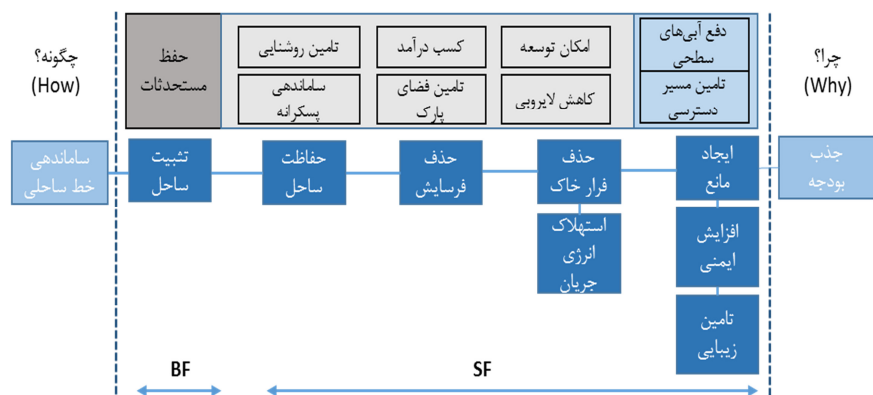 چرا؟
(Why)
چگونه؟
(How)
دفع آبی‌های
سطحی
تامین مسیر
دسترسی
امکان توسعه
کسب درآمد
تامین روشنایی
کاهش لایروبی
تامین فضای
پارک
ساماندهی
پسکرانه
حفظ
مستحدثات
جذب
بودجه
ایجاد
مانع
حذف
فرار خاک
حذف
فرسایش
حفاظت
ساحل
تثبیت
ساحل
ساماندهی
خط ساحلی
افزایش
ایمنی
استهلاک
انرژی
جریان
تامین
زیبایی
BF
SF